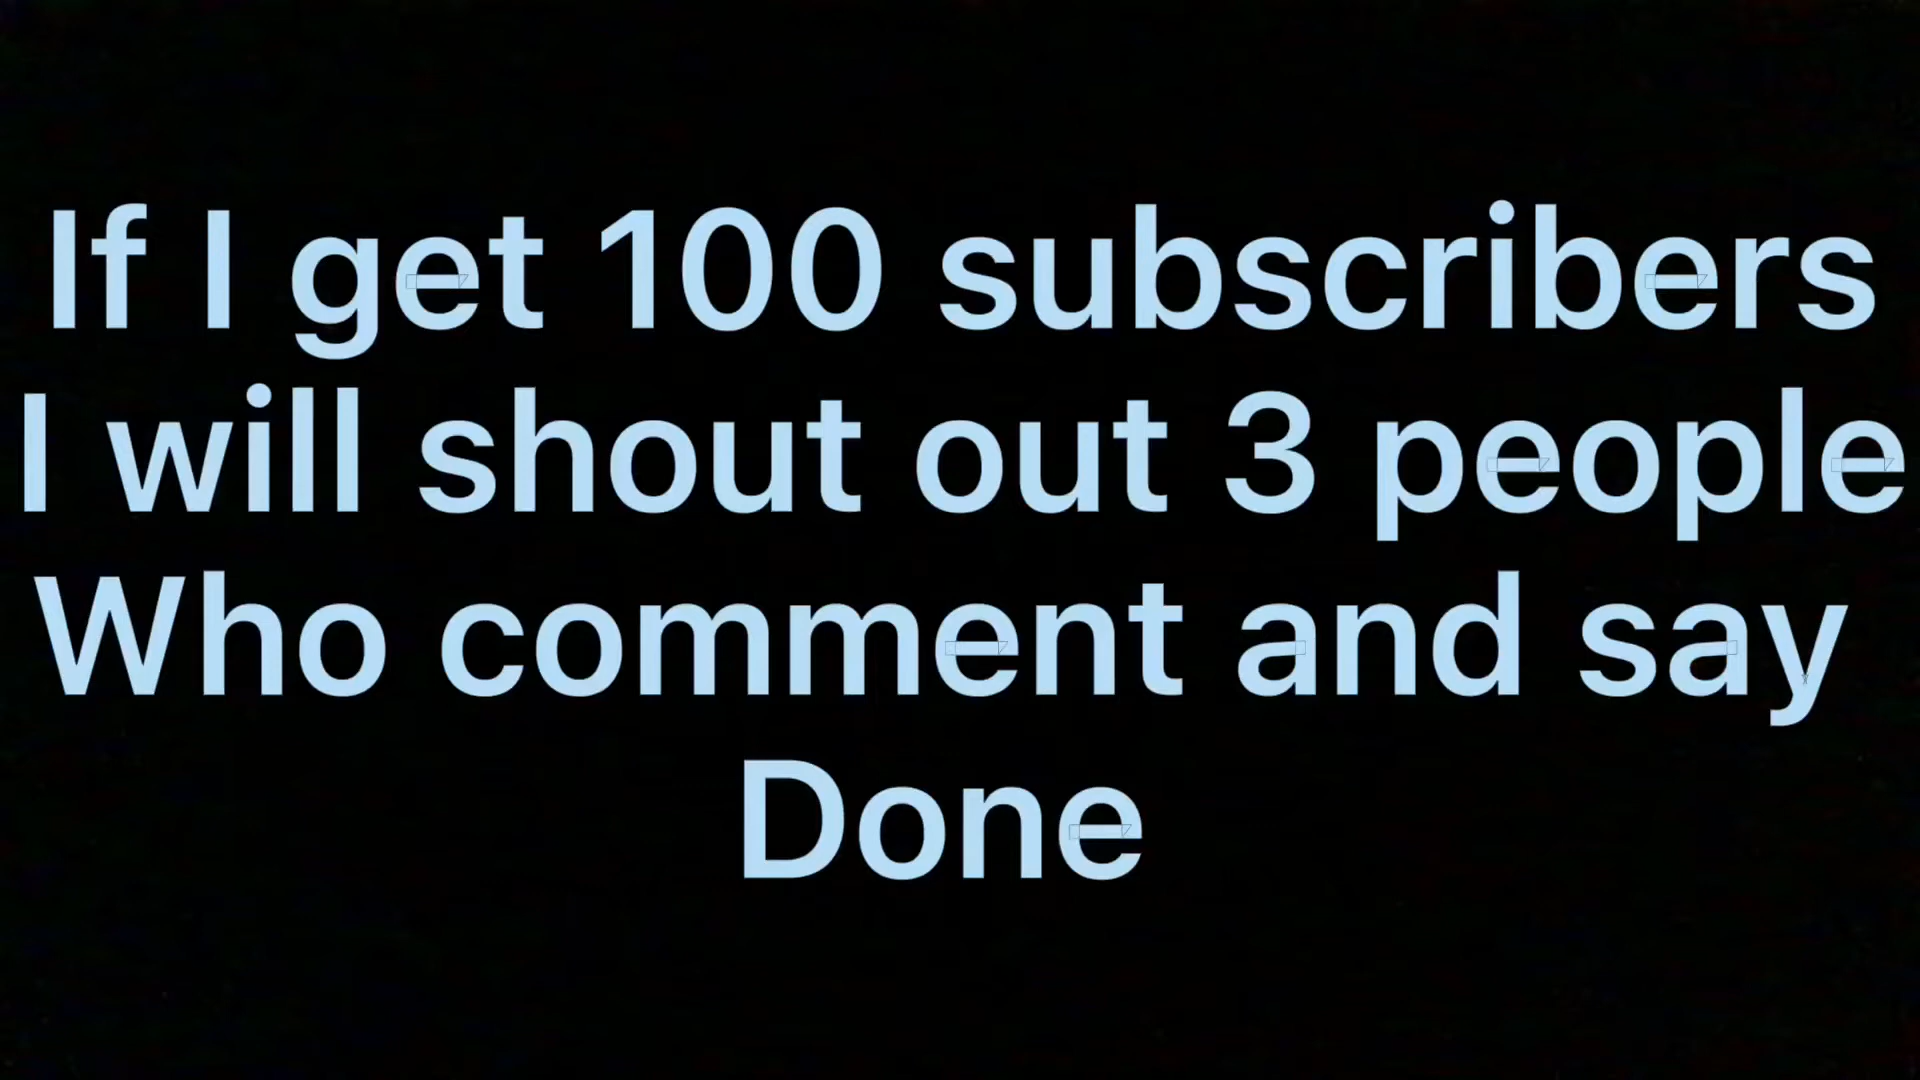 If I get 100 subscribers
I will shout out 3 people
Who comment and say
Done